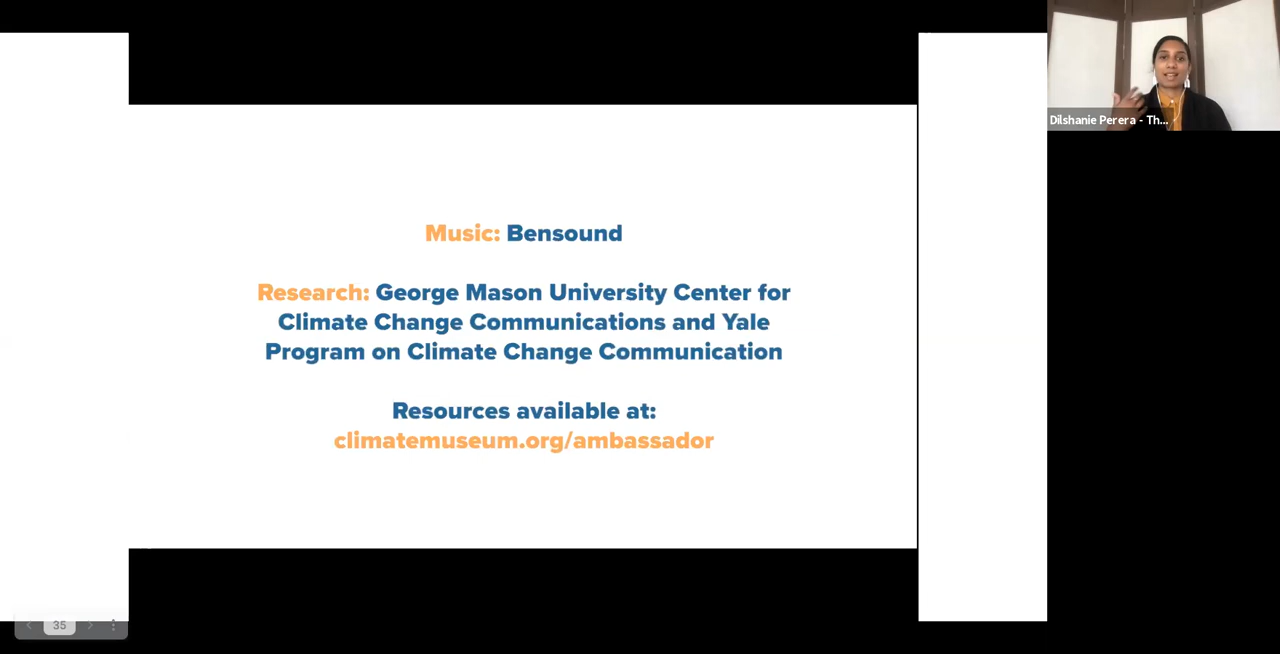 Music: Bensound
Research: George Mason University Center for
Climate Change Communications and Yale
Program on Climate Change Communication
Resources available at:
climatemuseum.org/ambassador
Dilshanie Perera - Th...
35